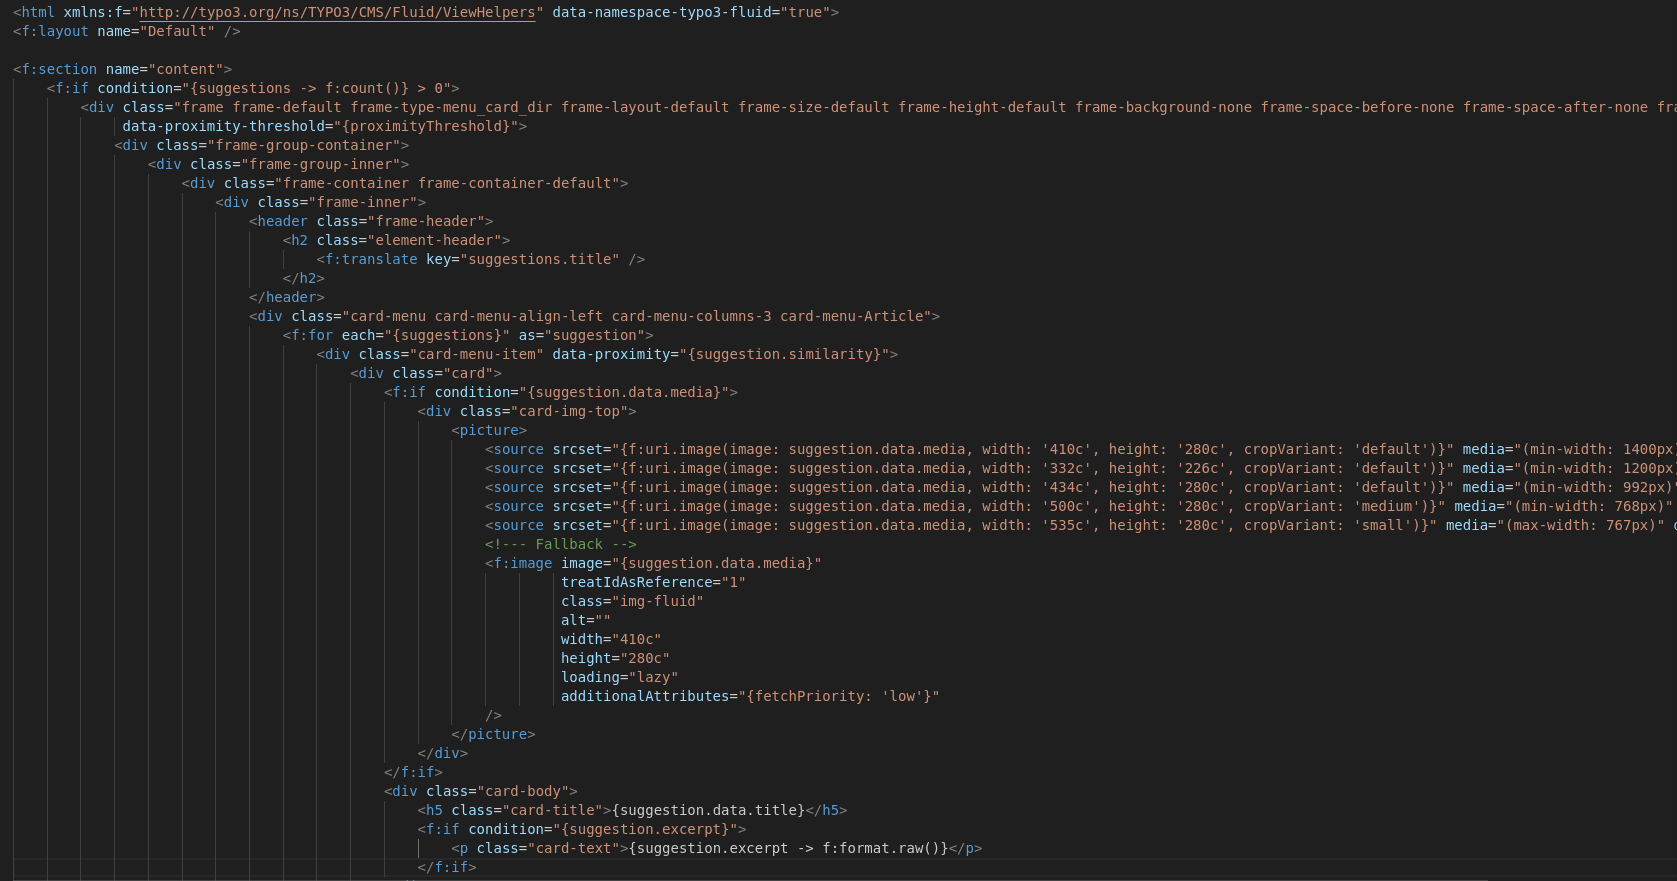 <html xmlns:f="http://typo3.org/ns/TYPO3/CMS/Fluid/ViewHelpers" data-namespace-typo3-fluid="true">
<f:layout name="Default" />
<f:section name="content">
<f:if condition="{suggestions -> f:count()} > 0">
<div class="frame frame-default frame-type-menu_card_dir frame-layout-default frame-size-default frame-height-default frame-background-none frame-space-before-none frame-space-after-none
data-proximity-threshold="{proximityThreshold}">
<div class="frame-group-container">
<div class="frame-group-inner">
<div class="frame-container frame-container-default">
<div class="frame-inner">
<header class="frame-header">
<h2 class="element-header">
<f:translate key="suggestions.title" />
</h2>
</header>
<div class="card-menu card-menu-align-left card-menu-columns-3 card-menu-Article">
<f:for each="{suggestions}" as="suggestion">
<div class="card-menu-item" data-proximity="{suggestion.similarity}">
<div class="card">
<f:if condition="{suggestion.data.media}">
<div class="card-img-top">
<picture>
<source srcset="{f:uri.image(image: suggestion.data.media, width: '410c', height: '280c', cropVariant: 'default')}" media="(min-width: 1400px)
<source srcset="{f:uri.image(image: suggestion.data.media, width: '332c', height: '226c', cropVariant: 'default')}" media="(min-width: 1200px)
<source srcset="{f:uri.image(image: suggestion.data.media, width: '434c', height: '280c', cropVariant: 'default')}" media="(min-width: 992px)"
<source srcset="{f:uri.image(image: suggestion.data.media, width: '500c', height: '280c', cropVariant: 'medium')}" media="(min-width: 768px)"
<source srcset="{f:uri.image(image: suggestion.data.media, width: '535c', height: '280c', cropVariant: 'small')}" media="(max-width: 767px)"
<!--- Fallback -->
<f:image image="{suggestion.data.media}"
treatIdAsReference="1"
class="img-fluid"
alt=""
width="410c"
height="280c"
loading="lazy"
additionalAttributes="{fetchPriority: 'low'}"
/>
</picture>
</div>
</f:if>
<div class="card-body">
<h5 class="card-title">{suggestion.data.title}</h5>
<f:if condition="{suggestion.excerpt}">
<p class="card-text">{suggestion.excerpt -> f:format.raw()}</p>
</f:if>